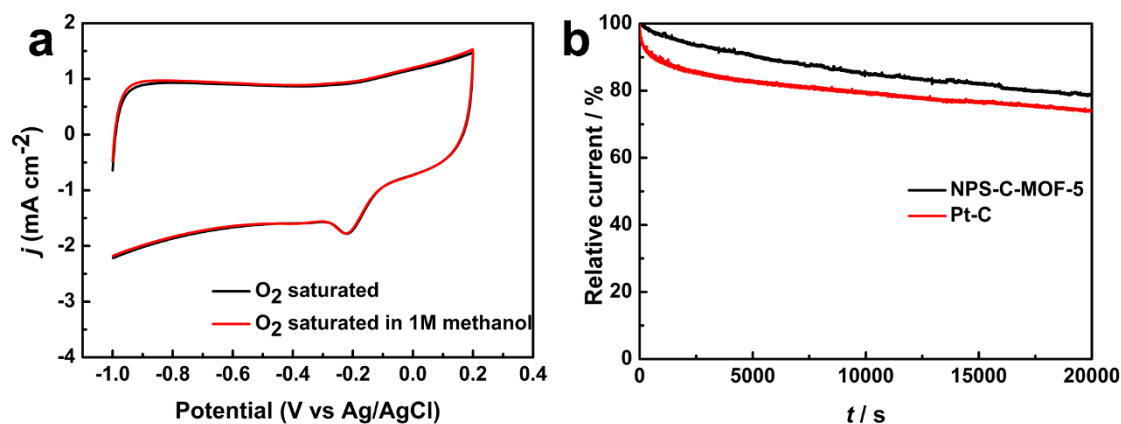 a
j (mA cm-2)
2
1
0
-1
-2
-3
-4
O2 saturated
O2 saturated in 1M methanol
-1.0 -0.8 -0.6 -0.4 -0.2 0.0 0.2 0.4
Potential (V vs Ag/AgCl)
b
Relative current / %
100
80
60
40
20
0
NPS-C-MOF-5
Pt-C
0 5000 10000 15000 20000
t / s